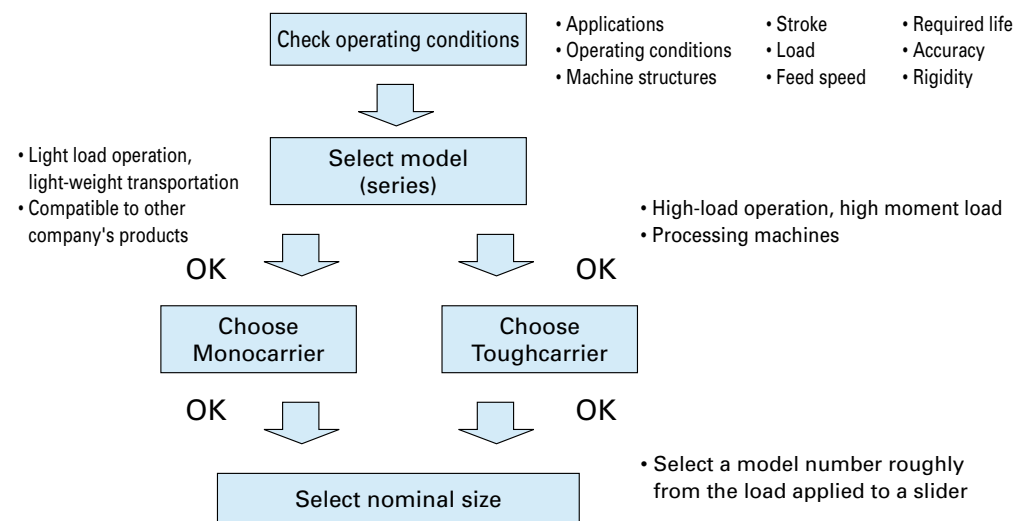 Check operating conditions
• Applications
• Operating conditions
• Machine structures
• Stroke
• Load
• Feed speed
• Required life
• Accuracy
• Rigidity
Select model
(series)
• Light load operation,
light-weight transportation
• Compatible to other
company's products
• High-load operation, high moment load
• Processing machines
OK
OK
Choose
Monocarrier
Choose
Toughcarrier
OK
OK
Select nominal size
• Select a model number roughly
from the load applied to a slider